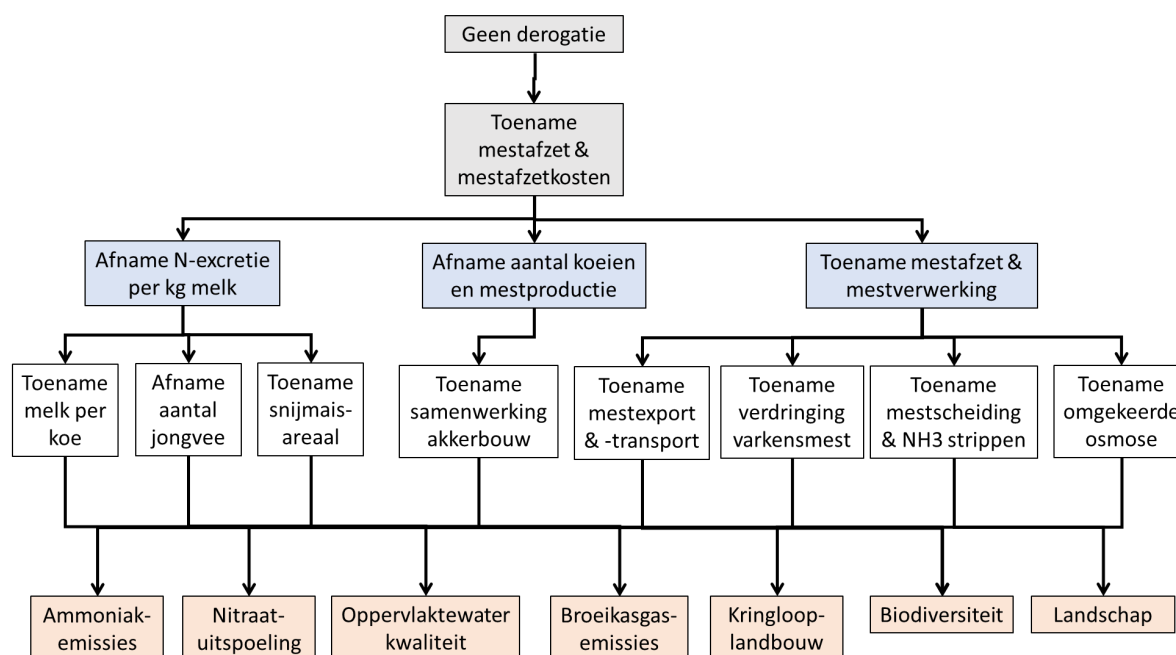 Geen derogatie
Toename
mestafzet &
mestafzetkosten
Afname N-excretie
per kg melk
Afname aantal koeien
en mestproductie
Toename mestafzet &
mestverwerking
Toename
melk per
koe
Afname
aantal
jongvee
Toename
snijmais-
areaal
Toename
samenwerking
akkerbouw
Toename
mestexport
& -transport
Toename
verdringing
varkensmest
Toename
mestscheiding
& NH3 strippen
Toename
omgekeerde
osmose
Ammoniak-
emissies
Nitraat-
uitspoeling
Oppervlaktewater
kwaliteit
Broeikasgas-
emissies
Kringloop-
landbouw
Biodiversiteit
Landschap